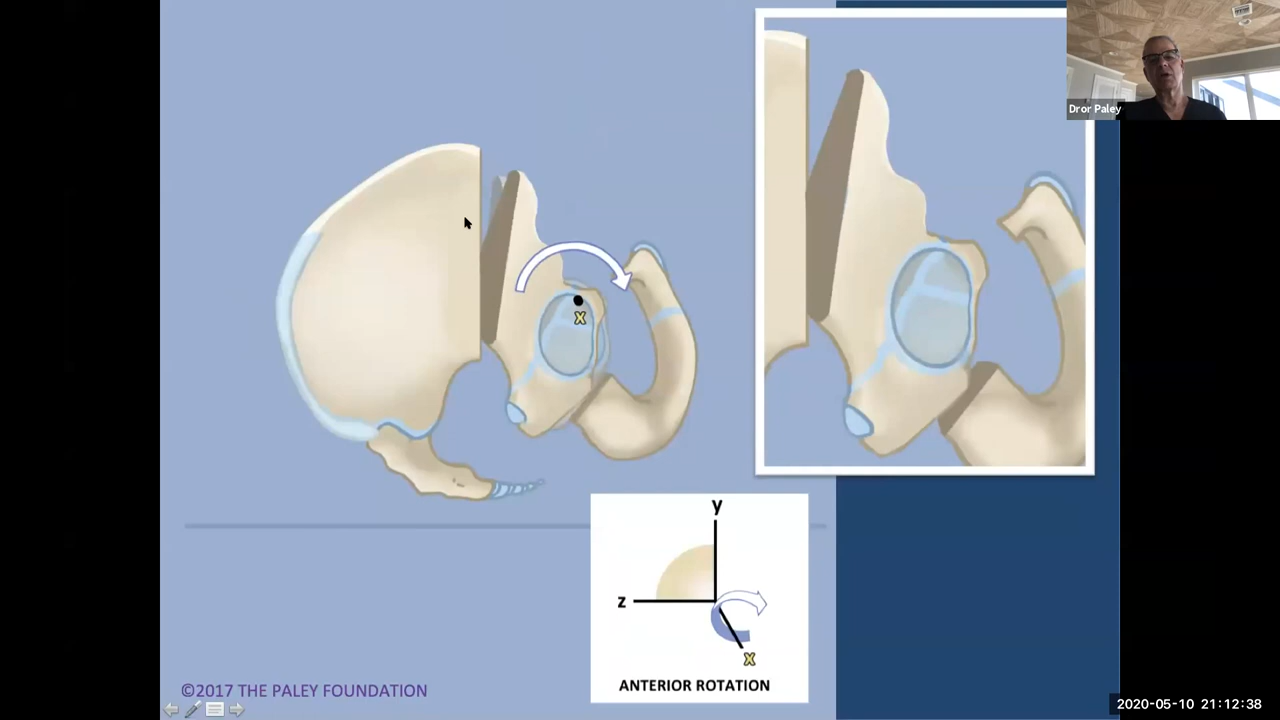 Dror Paley
X
y
z
X
ANTERIOR ROTATION
©2017 THE PALEY FOUNDATION
2020-05-10 21:12:38